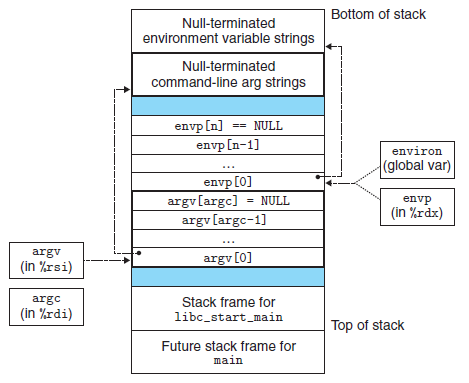 Bottom of stack
Null-terminated
environment variable strings
Null-terminated
command-line arg strings
envp[n] == NULL
envp[n-1]
...
envp[0]
environ
(global var)
envp
(in %rdx)
argv[argc] = NULL
argv[argc-1]
...
argv[0]
argv
(in %rsi)
argc
(in %rdi)
Stack frame for
libc_start_main
Top of stack
Future stack frame for
main